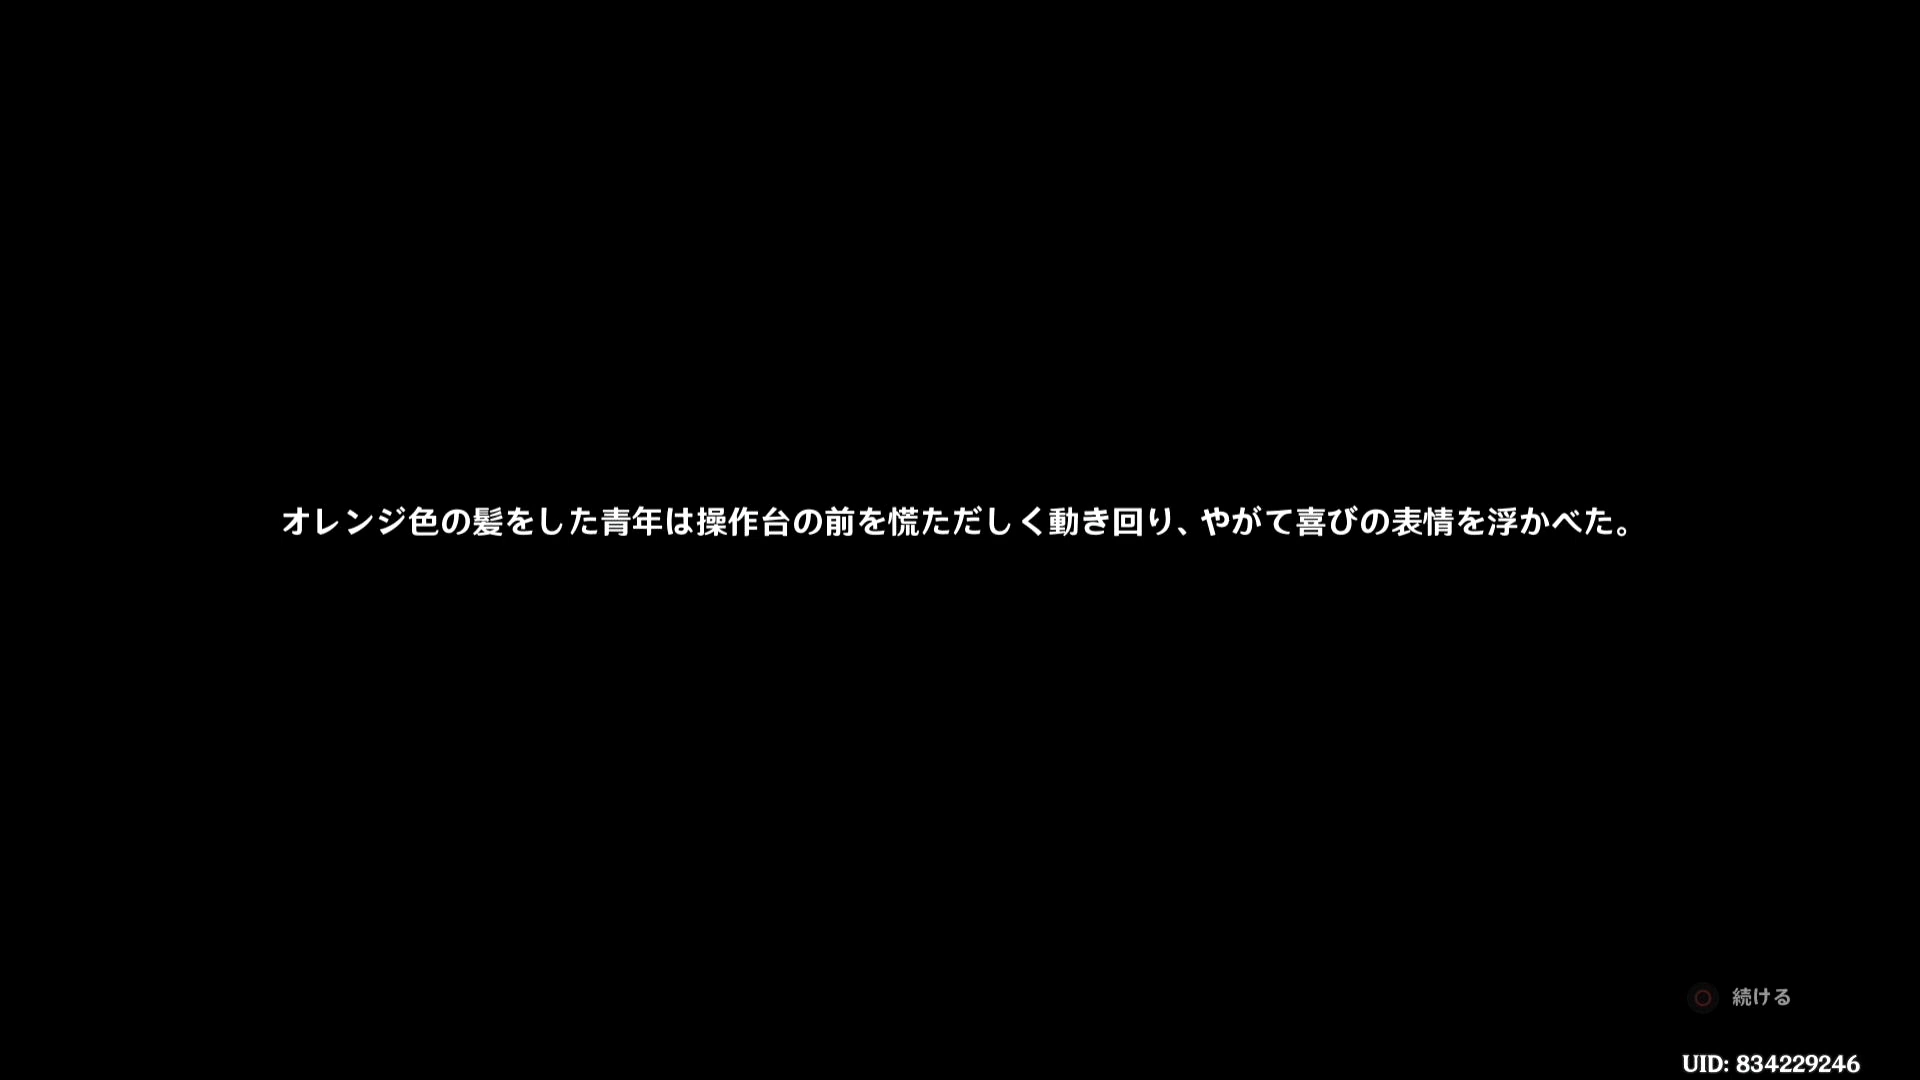 オレンジ色の髪をした青年は操作台の前を慌ただしく動き回り、やがて喜びの表情を浮かべた。
続ける
UID: 834229246